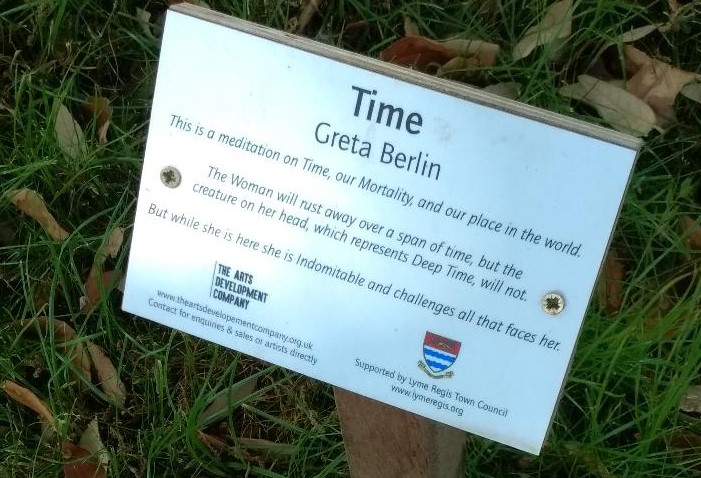 Time
Greta Berlin
This is a meditation on Time, our Mortality, and our place in the world.
The Woman will rust away over a span of time, but the
creature on her head, which represents Deep Time, will not.
But while she is here she is Indomitable and challenges all that faces her.
THE ARTS
DEVELOPMENT
COMPANY
www.theartsdevelopementcompany.org.uk
Contact for enquiries & sales or artists directly
Supported by Lyme Regis Town Council
www.lymeregis.org